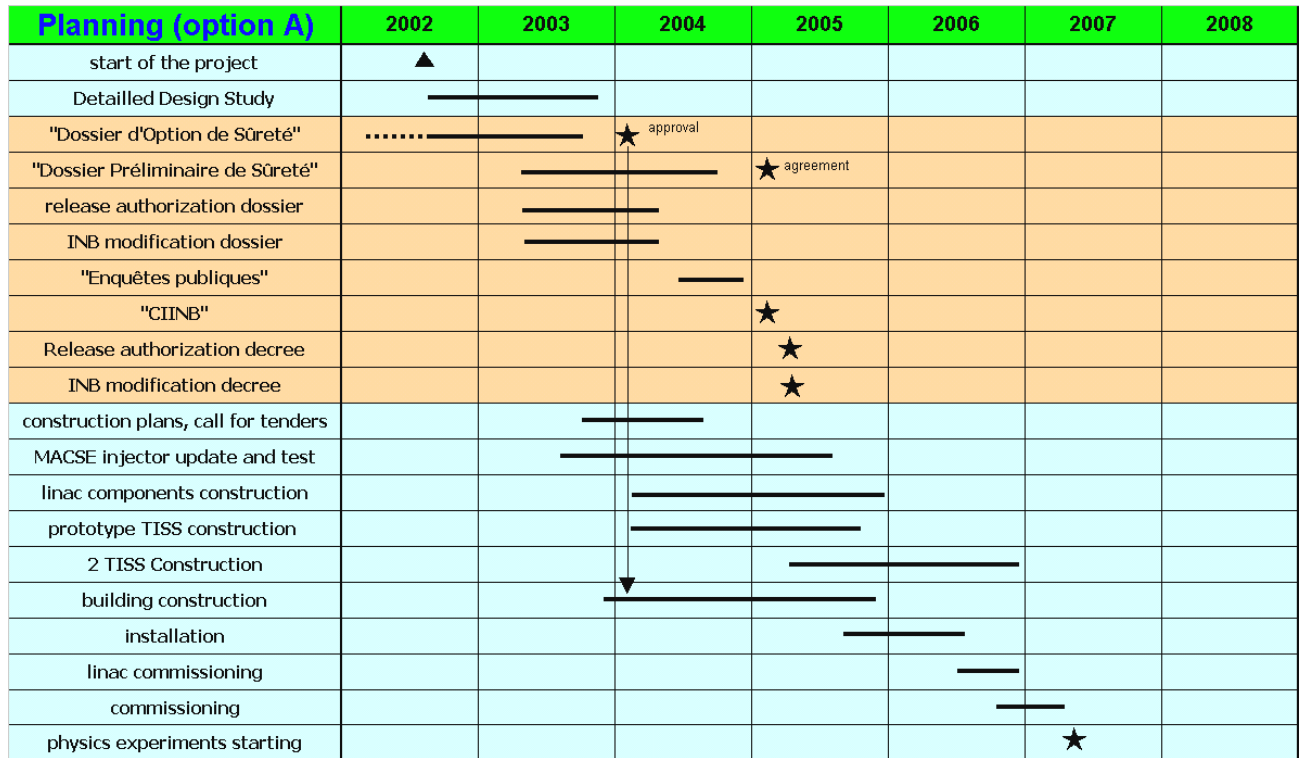 Planning (option A) 2002 2003 2004 2005 2006 2007 2008
start of the project
Detailled Design Study
"Dossier d'Option de Sûreté" approval
"Dossier Préliminaire de Sûreté" agreement
release authorization dossier
INB modification dossier
"Enquêtes publiques"
"CIINB"
Release authorization decree
INB modification decree
construction plans, call for tenders
MACSE injector update and test
linac components construction
prototype TISS construction
2 TISS Construction
building construction
installation
linac commissioning
commissioning
physics experiments starting